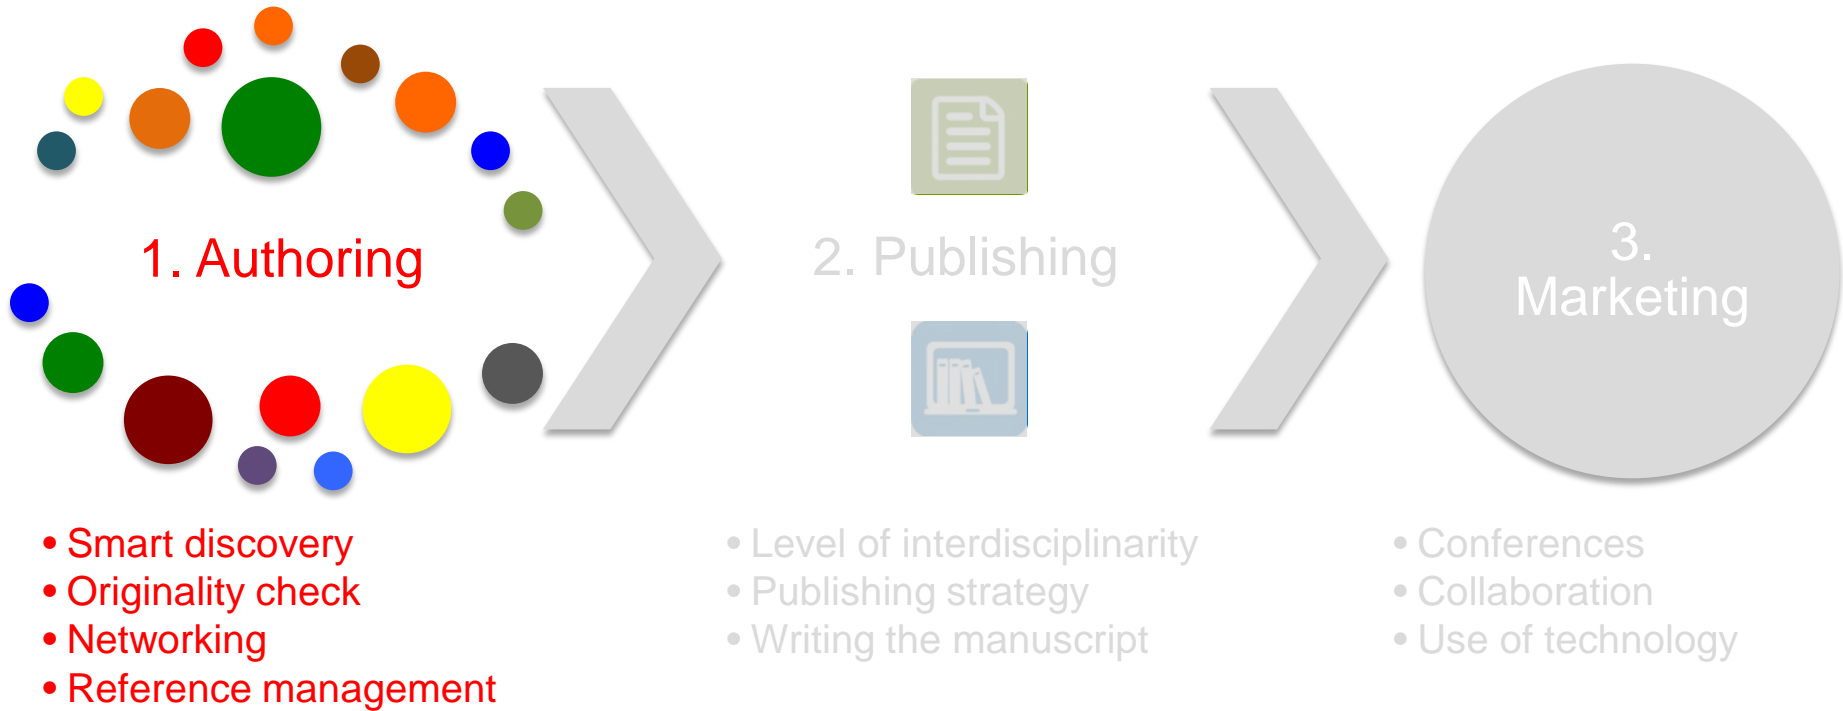 1. Authoring
• Smart discovery
• Originality check
• Networking
• Reference management
2. Publishing
• Level of interdisciplinarity
• Publishing strategy
• Writing the manuscript
3.
Marketing
• Conferences
• Collaboration
• Use of technology